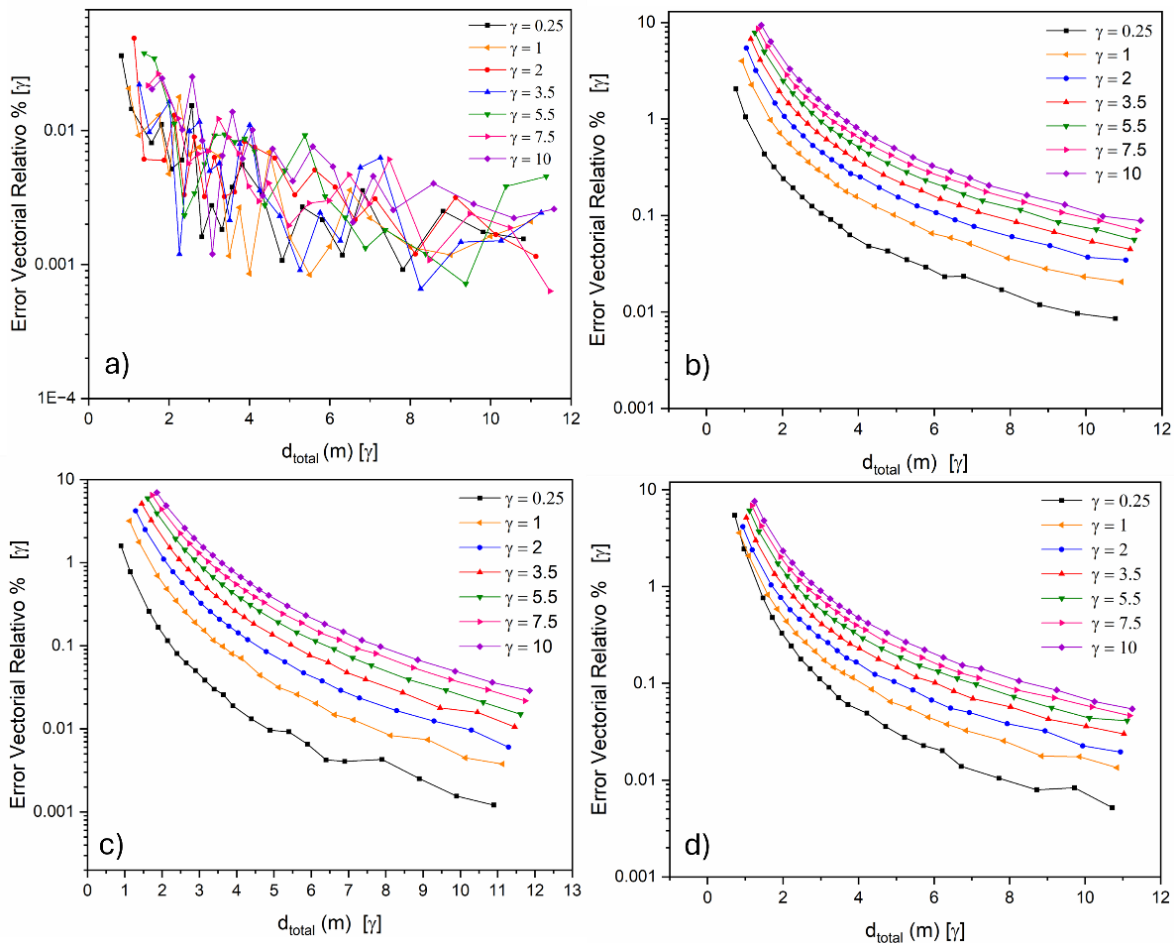 a)
Error Vectorial Relativo % [γ]
0.01
0.001
1E−4
0 2 4 6 8 10 12
d_total (m) [γ]
γ = 0.25
γ = 1
γ = 2
γ = 3.5
γ = 5.5
γ = 7.5
γ = 10
b)
Error Vectorial Relativo % [γ]
10
1
0.1
0.01
0.001
0 2 4 6 8 10 12
d_total (m) [γ]
γ = 0.25
γ = 1
γ = 2
γ = 3.5
γ = 5.5
γ = 7.5
γ = 10
c)
Error Vectorial Relativo % [γ]
10
1
0.1
0.01
0.001
0 1 2 3 4 5 6 7 8 9 10 11 12 13
d_total (m) [γ]
γ = 0.25
γ = 1
γ = 2
γ = 3.5
γ = 5.5
γ = 7.5
γ = 10
d)
Error Vectorial Relativo % [γ]
10
1
0.1
0.01
0.001
0 2 4 6 8 10 12
d_total (m) [γ]
γ = 0.25
γ = 1
γ = 2
γ = 3.5
γ = 5.5
γ = 7.5
γ = 10